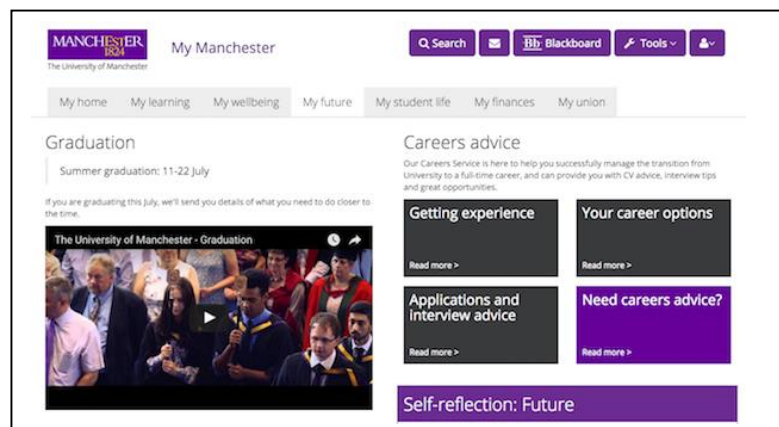 MANCHESTER
1824
The University of Manchester
My Manchester
Search
Bb Blackboard
Tools
My home
My learning
My wellbeing
My future
My student life
My finances
My union
Graduation
Summer graduation: 11-22 July
If you are graduating this July, we'll send you details of what you need to do closer to
the time.
The University of Manchester - Graduation
Careers advice
Our Careers Service is here to help you successfully manage the transition from
University to a full-time career, and can provide you with CV advice, interview tips
and great opportunities.
Getting experience
Read more >
Your career options
Read more >
Applications and
interview advice
Read more >
Need careers advice?
Read more >
Self-reflection: Future